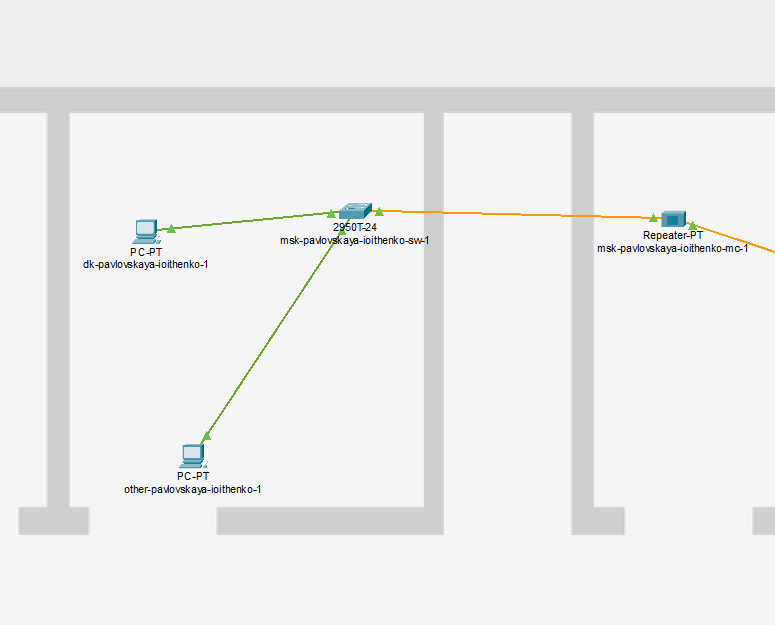 2950T-24
msk-pavlovskaya-ioithenko-sw-1
Repeater-PT
msk-pavlovskaya-ioithenko-mc-1
PC-PT
dk-pavlovskaya-ioithenko-1
PC-PT
other-pavlovskaya-ioithenko-1